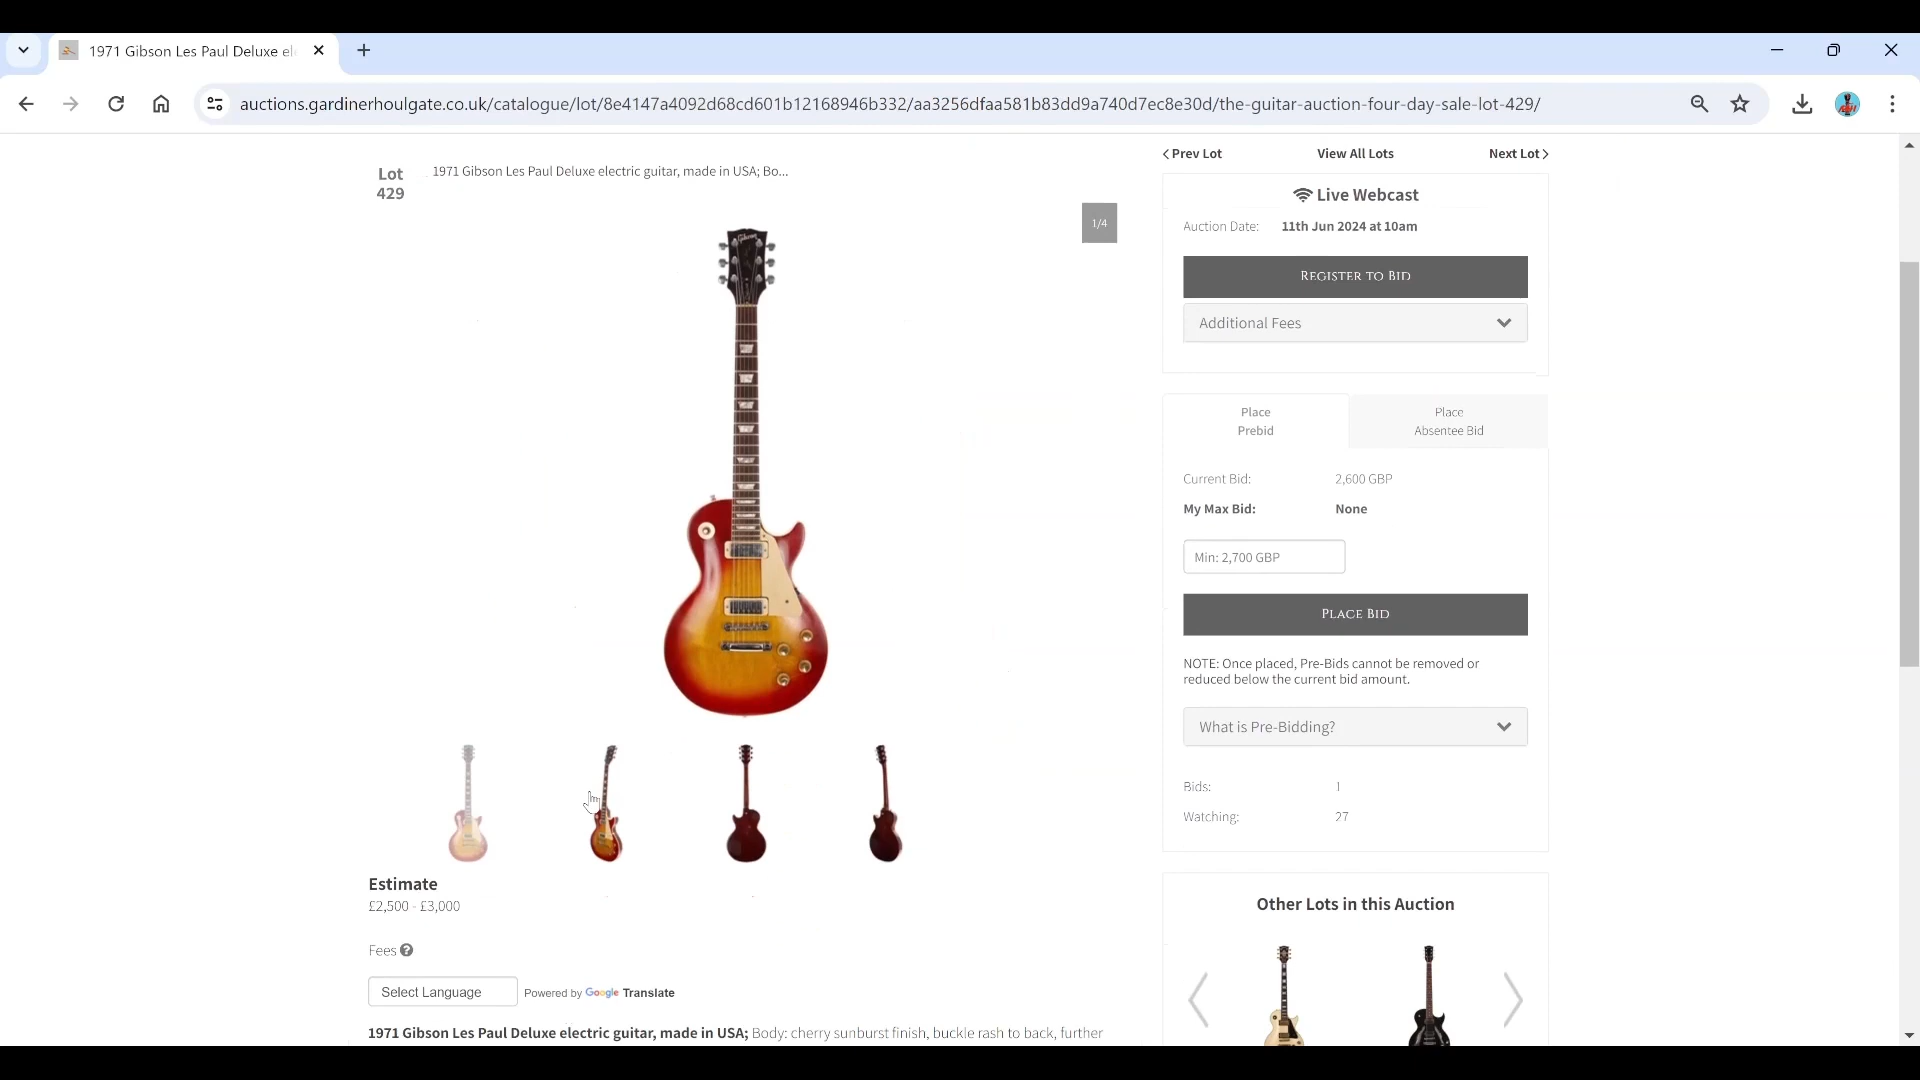 1971 Gibson Les Paul Deluxe el
auctions.gardinerhoulgate.co.uk/catalogue/lot/8e4147a4092d68cd601b12168946b332/aa3256dfaa581b83dd9a740d7ec8e30d/the-guitar-auction-four-day-sale-lot-429/
Lot
429
1971 Gibson Les Paul Deluxe electric guitar, made in USA; Bo...
1/4
Gibson
Estimate
£2,500 - £3,000
Fees ?
Select Language
Powered by Google Translate
1971 Gibson Les Paul Deluxe electric guitar, made in USA; Body: cherry sunburst finish, buckle rash to back, further
< Prev Lot
View All Lots
Next Lot >
Live Webcast
Auction Date: 11th Jun 2024 at 10am
Register to Bid
Additional Fees
Place
Prebid
Place
Absentee Bid
Current Bid: 2,600 GBP
My Max Bid: None
Min: 2,700 GBP
Place Bid
NOTE: Once placed, Pre-Bids cannot be removed or
reduced below the current bid amount.
What is Pre-Bidding?
Bids: 1
Watching: 27
Other Lots in this Auction